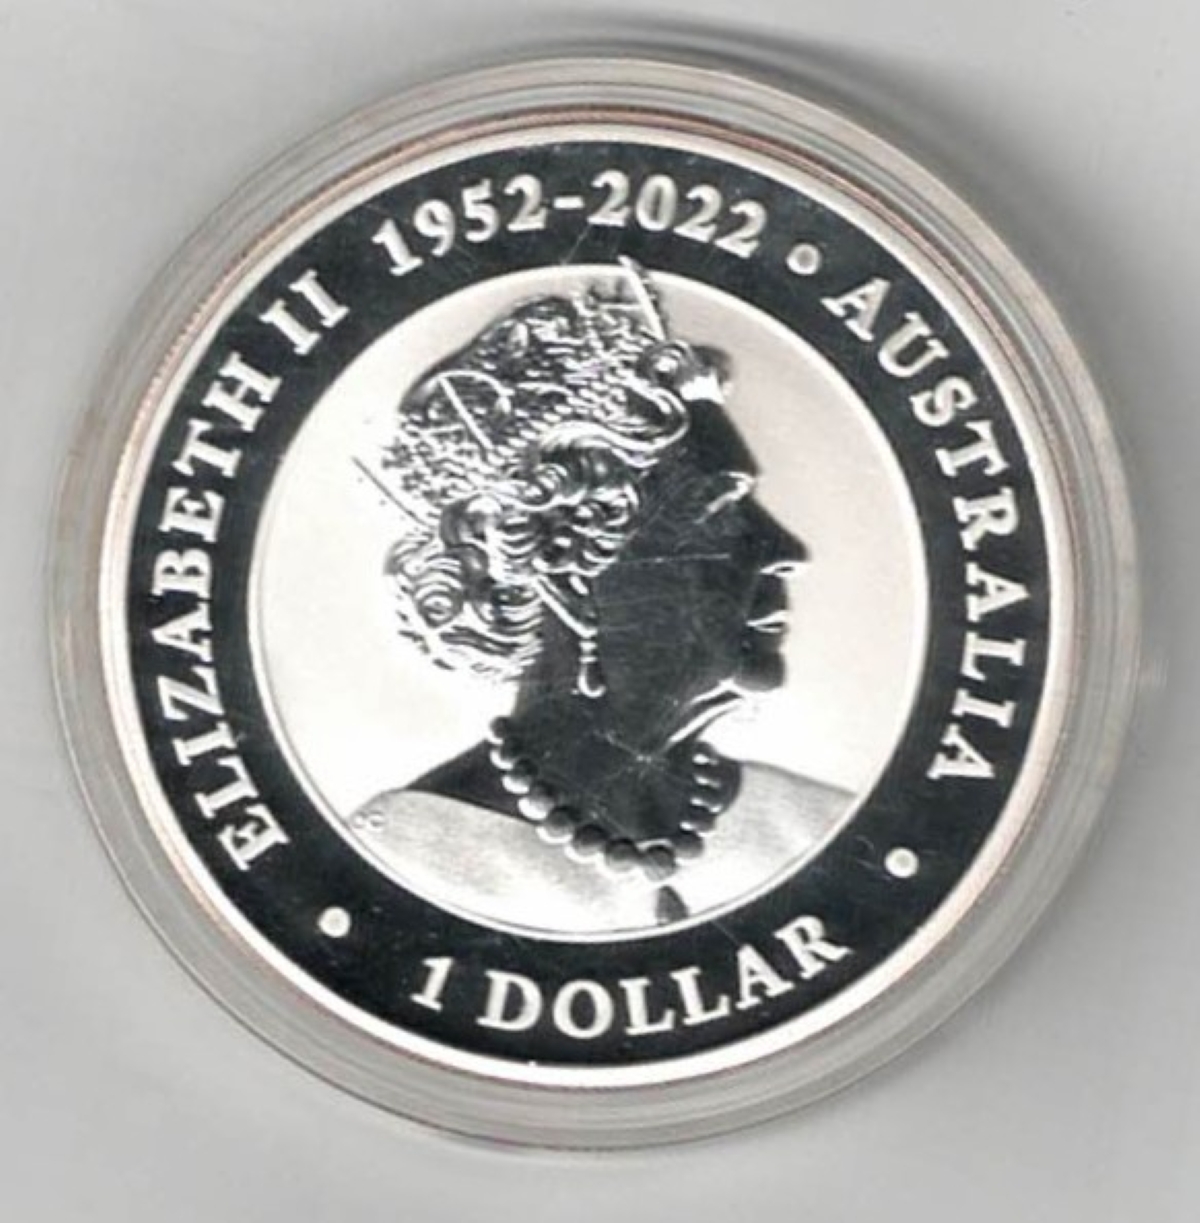 ELIZABETH II 1952-2022 • AUSTRALIA
• 1 DOLLAR •